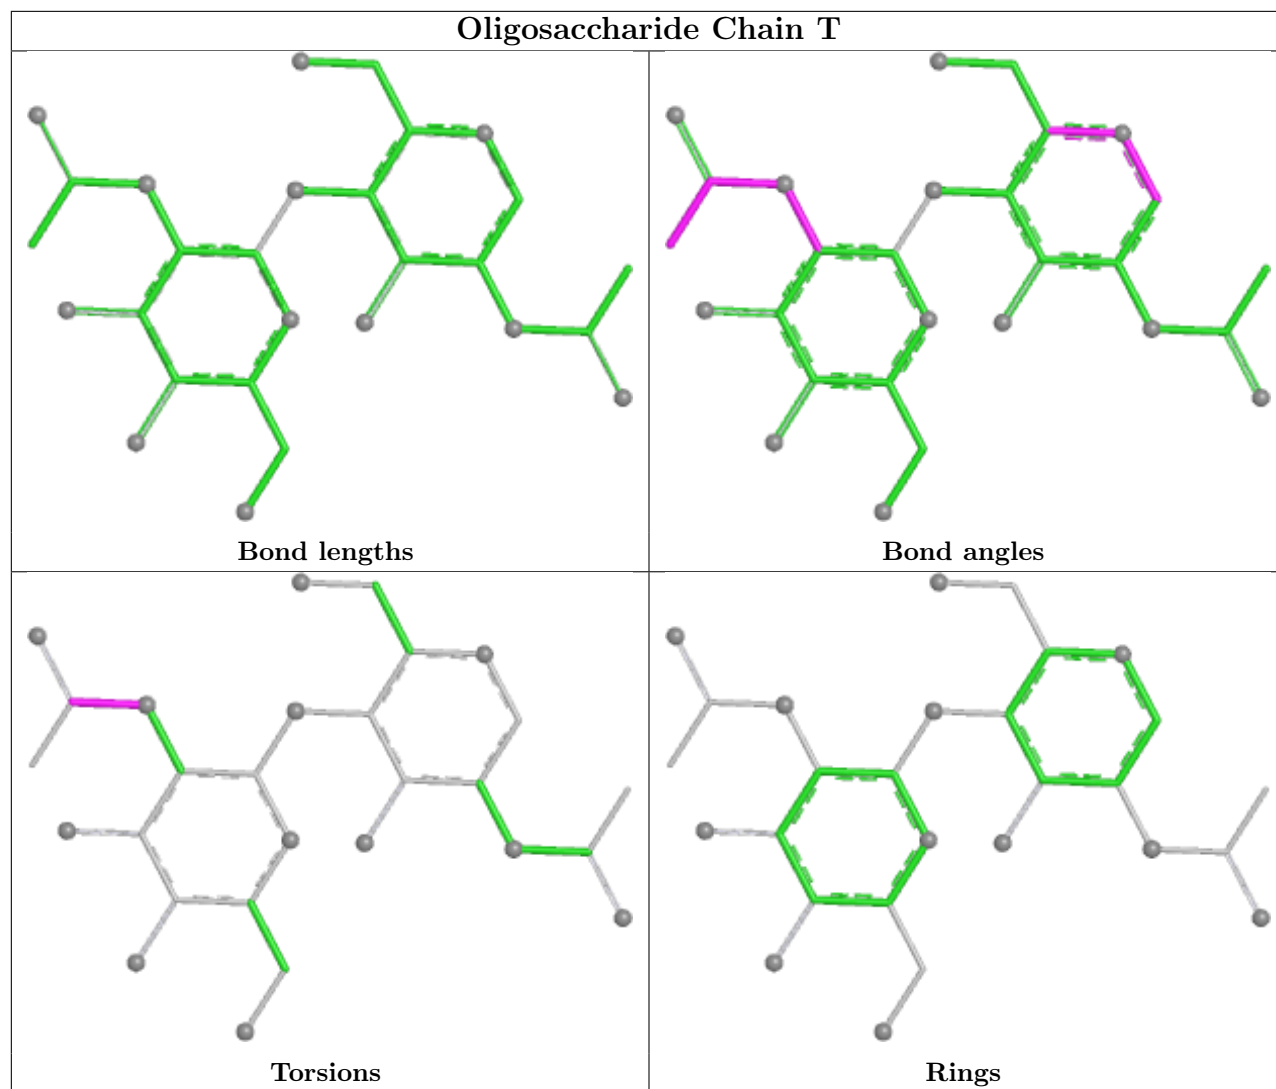 Oligosaccharide Chain T
Bond lengths
Bond angles
Torsions
Rings